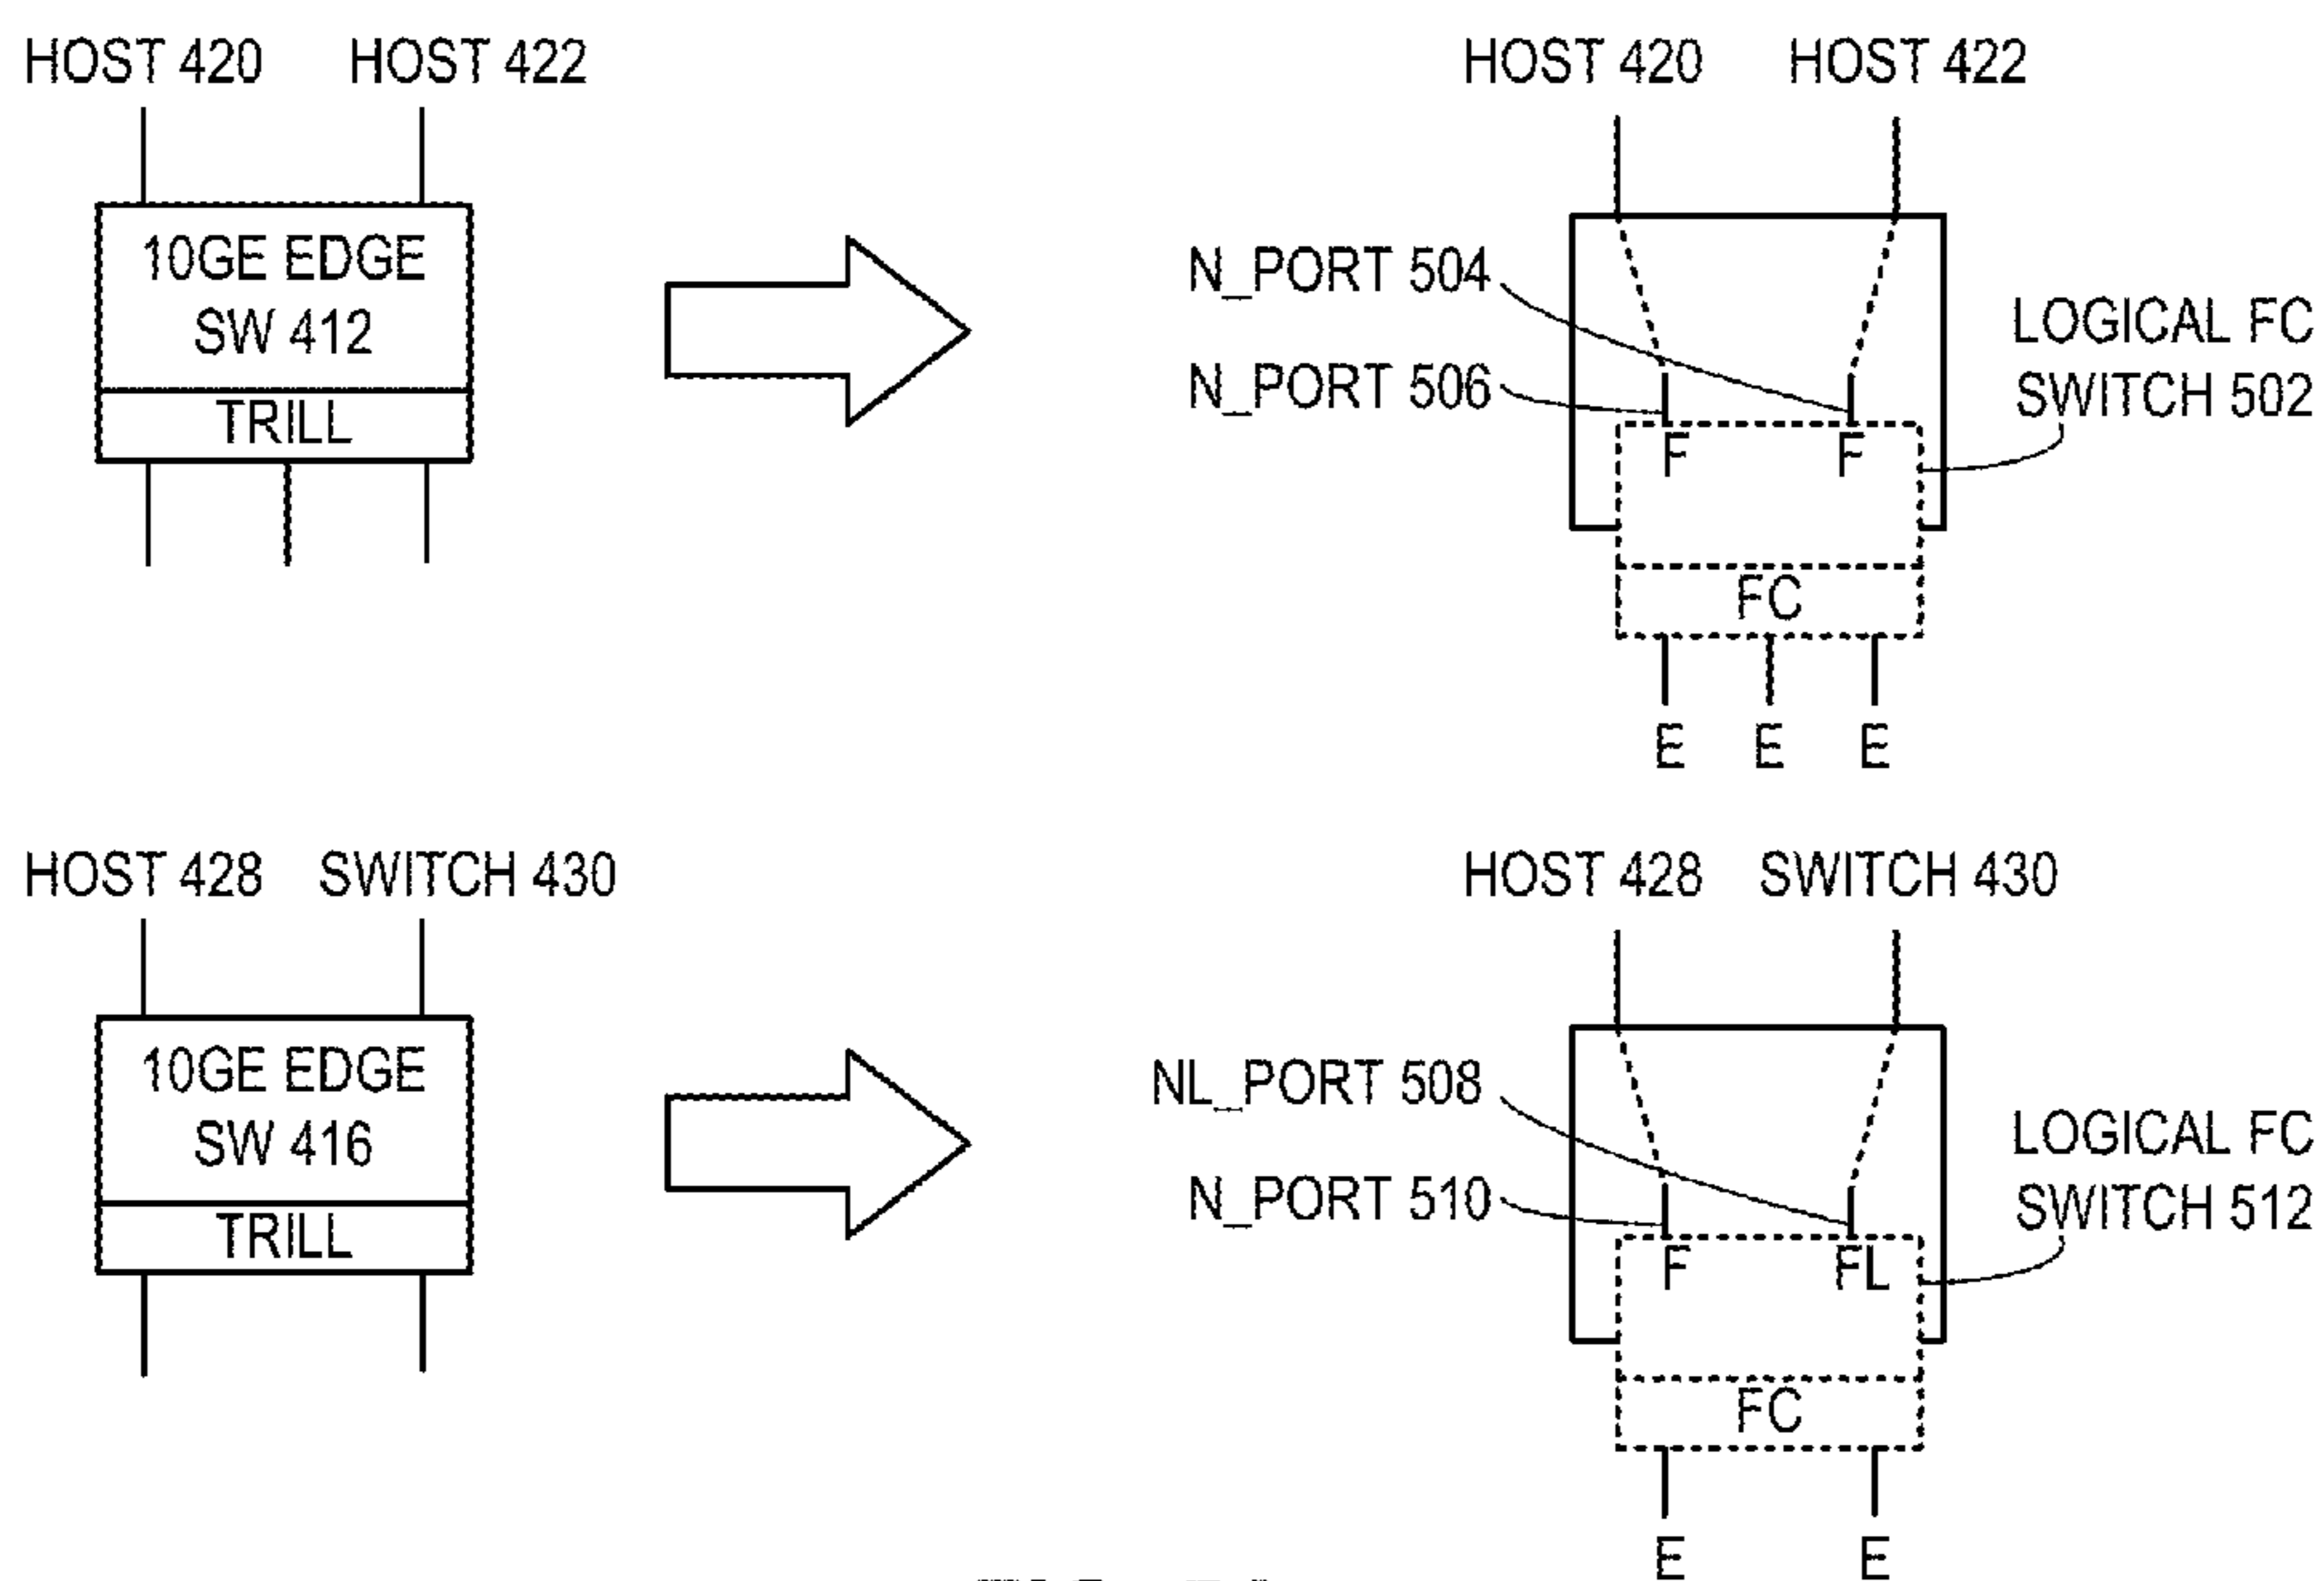 HOST 420 HOST 422
10GE EDGE
SW 412
TRILL
HOST 420 HOST 422
N_PORT 504
N_PORT 506
LOGICAL FC
SWITCH 502
F F
FC
E E E
HOST 428 SWITCH 430
10GE EDGE
SW 416
TRILL
HOST 428 SWITCH 430
NL_PORT 508
N_PORT 510
LOGICAL FC
SWITCH 512
F FL
FC
E E